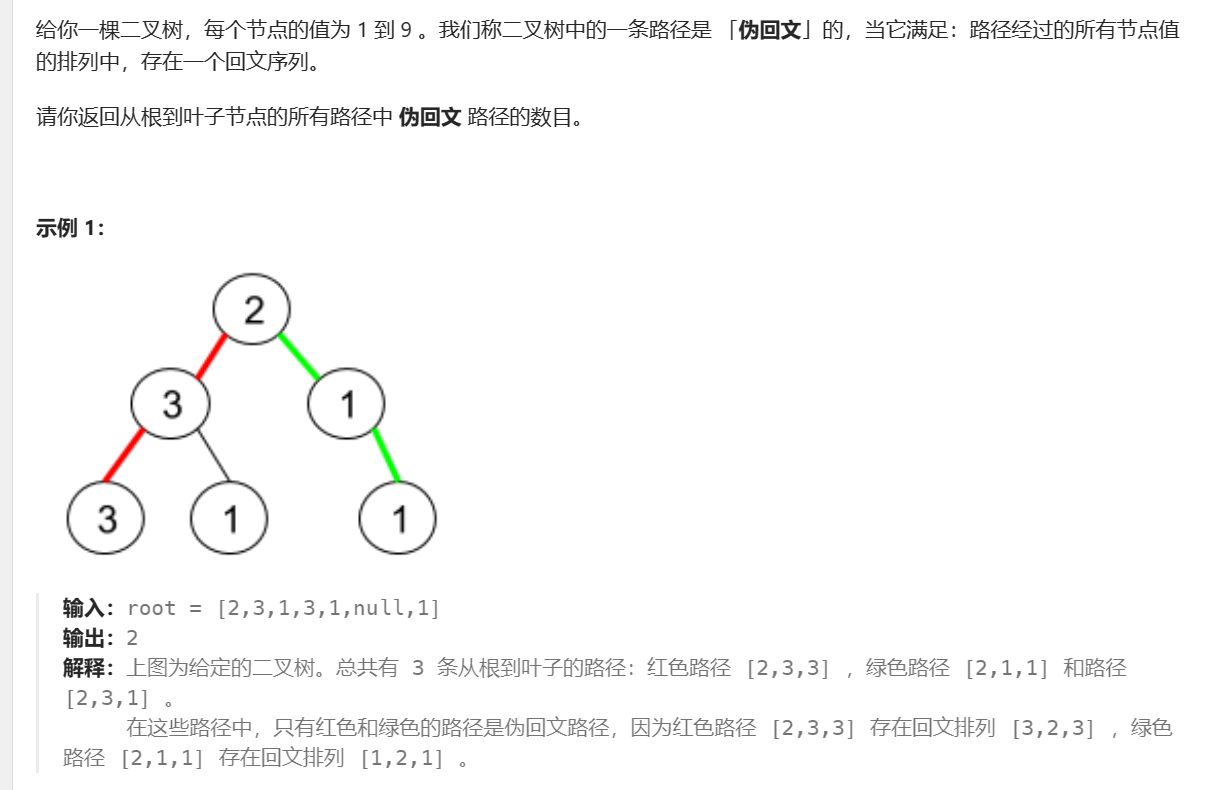 给你一棵二叉树，每个节点的值为 1 到 9 。我们称二叉树中的一条路径是 「伪回文」的，当它满足：路径经过的所有节点值
的排列中，存在一个回文序列。
请你返回从根到叶子节点的所有路径中 伪回文 路径的数目。
示例 1：
2
3
1
3
1
1
输入：root = [2,3,1,3,1,null,1]
输出：2
解释：上图为给定的二叉树。总共有 3 条从根到叶子的路径：红色路径 [2,3,3] ，绿色路径 [2,1,1] 和路径
[2,3,1] 。
在这些路径中，只有红色和绿色的路径是伪回文路径，因为红色路径 [2,3,3] 存在回文排列 [3,2,3] ，绿色
路径 [2,1,1] 存在回文排列 [1,2,1] 。